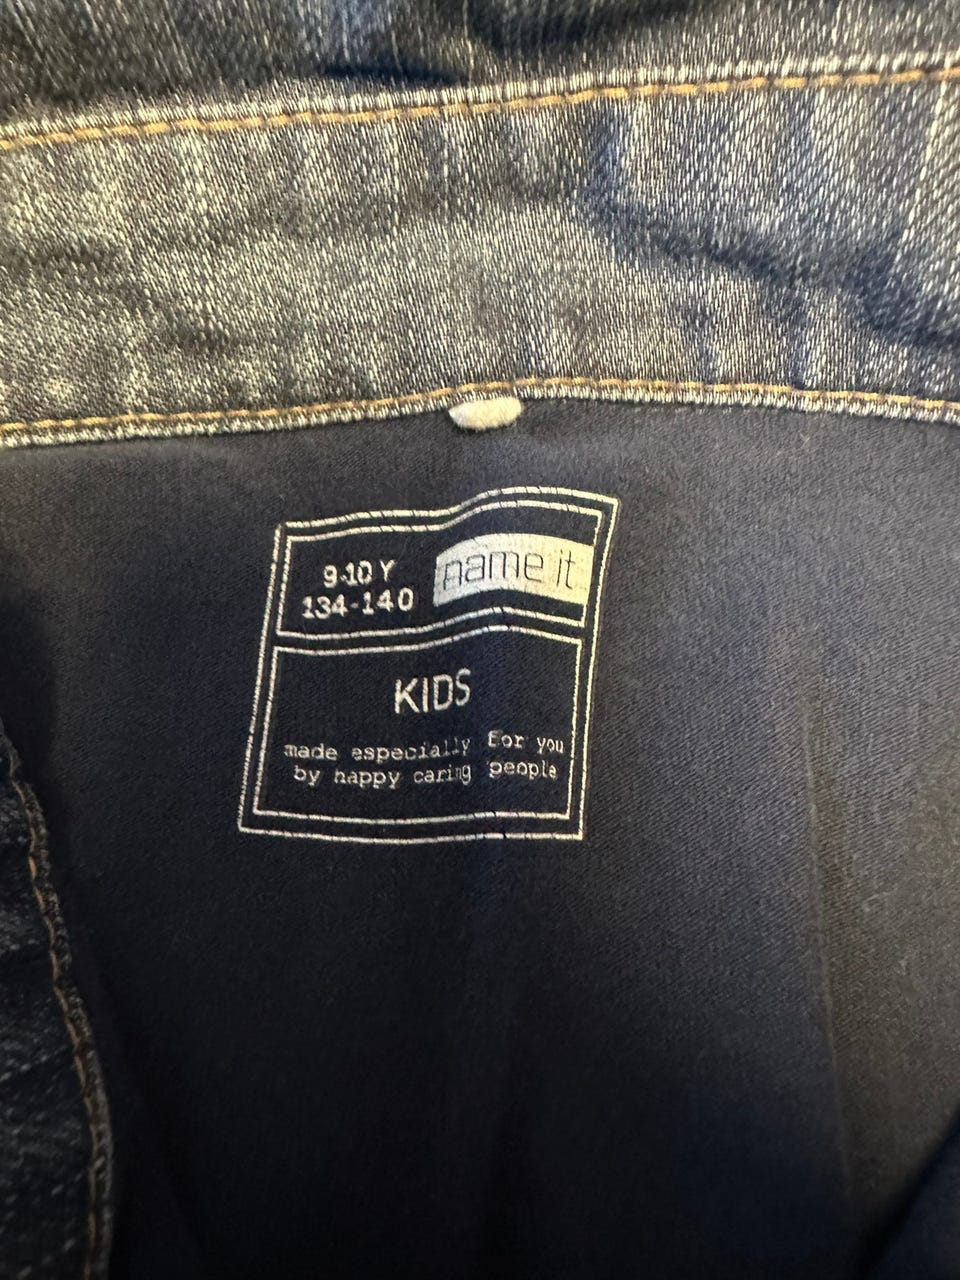 9-10 Y
134-140
name it
KIDS
made especially for you
by happy caring people